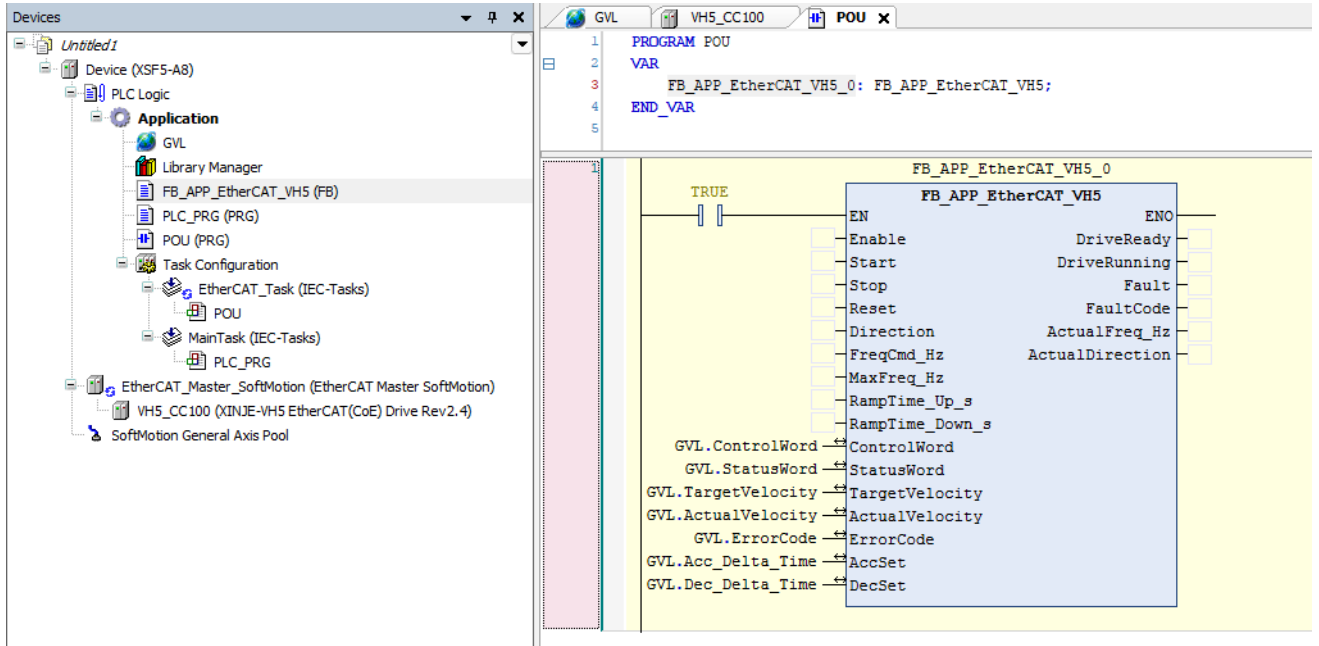 Devices
Untitled1
Device (XSF5-A8)
PLC Logic
Application
GVL
Library Manager
FB_APP_EtherCAT_VH5 (FB)
PLC_PRG (PRG)
POU (PRG)
Task Configuration
EtherCAT_Task (IEC-Tasks)
POU
MainTask (IEC-Tasks)
PLC_PRG
EtherCAT_Master_SoftMotion (EtherCAT Master SoftMotion)
VH5_CC100 (XINJE-VH5 EtherCAT(CoE) Drive Rev2.4)
SoftMotion General Axis Pool
GVL VH5_CC100 POU
1 PROGRAM POU
2 VAR
3 FB_APP_EtherCAT_VH5_0: FB_APP_EtherCAT_VH5;
4 END_VAR
5
1 FB_APP_EtherCAT_VH5_0
TRUE FB_APP_EtherCAT_VH5
EN ENO
Enable DriveReady
Start DriveRunning
Stop Fault
Reset FaultCode
Direction ActualFreq_Hz
FreqCmd_Hz ActualDirection
MaxFreq_Hz
RampTime_Up_s
RampTime_Down_s
GVL.ControlWord ControlWord
GVL.StatusWord StatusWord
GVL.TargetVelocity TargetVelocity
GVL.ActualVelocity ActualVelocity
GVL.ErrorCode ErrorCode
GVL.Acc_Delta_Time AccSet
GVL.Dec_Delta_Time DecSet